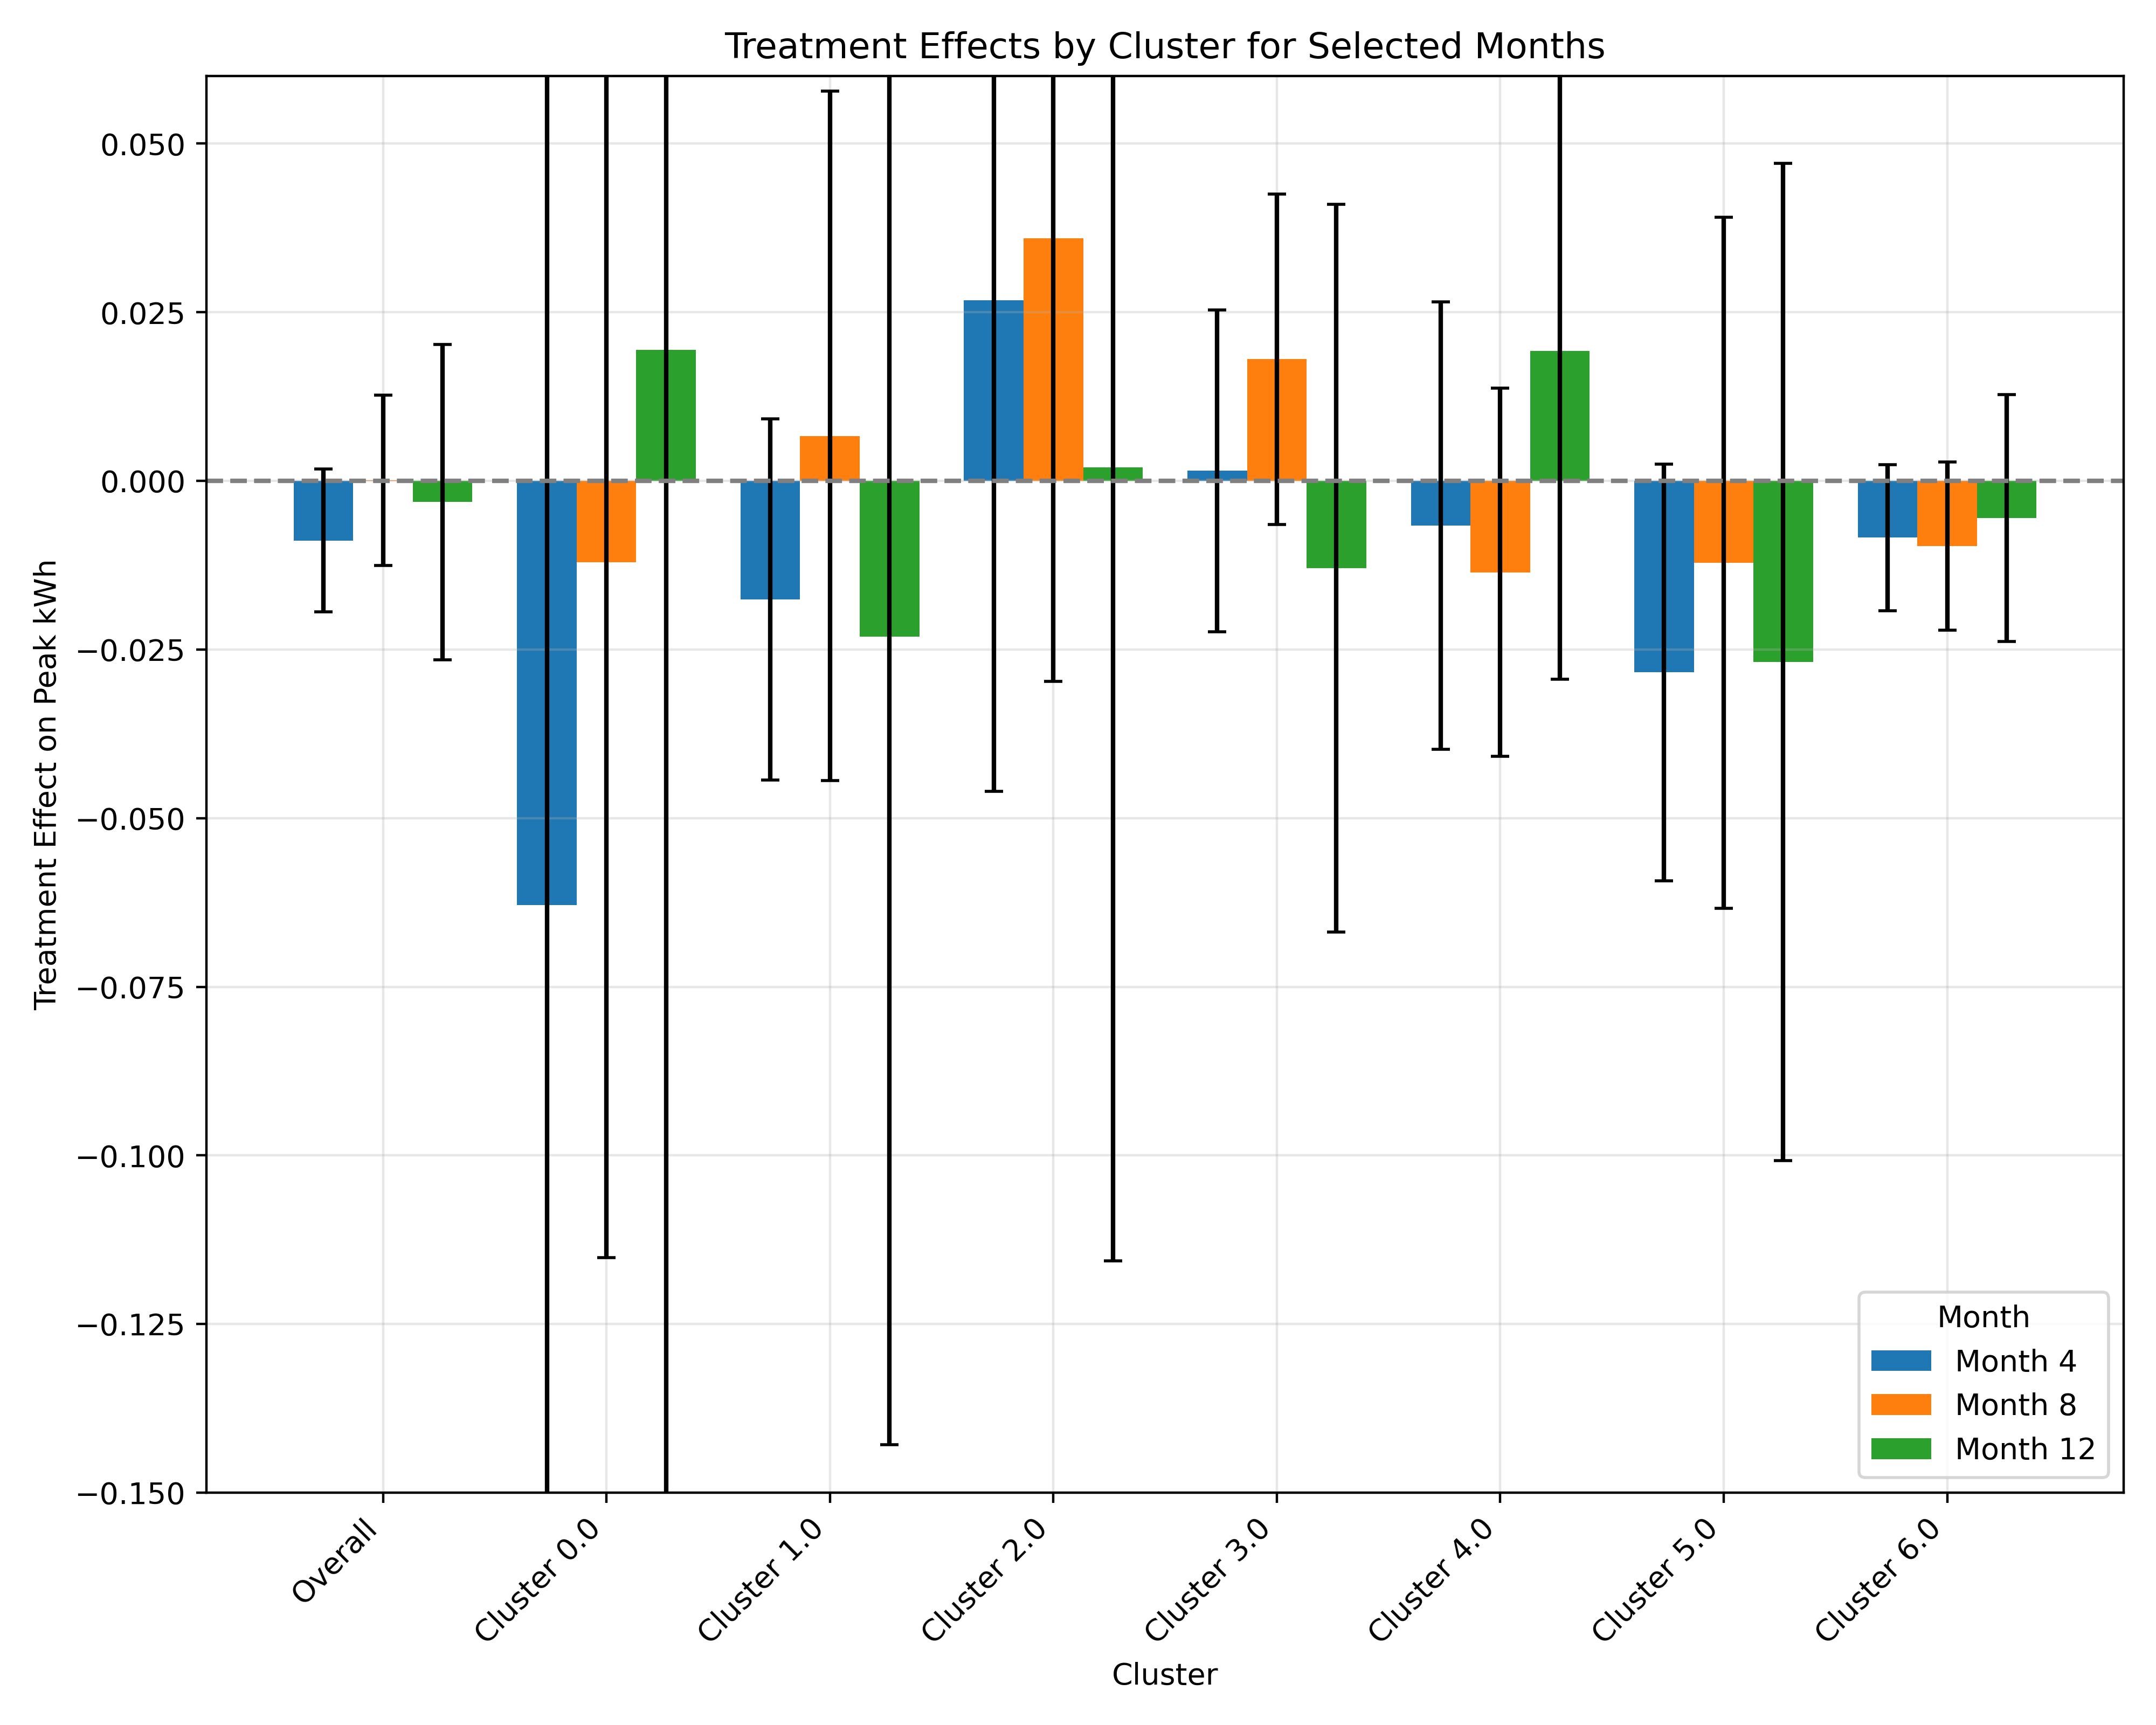 Treatment Effects by Cluster for Selected Months
Treatment Effect on Peak kWh
0.050
0.025
0.000
−0.025
−0.050
−0.075
−0.100
−0.125
−0.150
Month
Month 4
Month 8
Month 12
Overall
Cluster 0.0
Cluster 1.0
Cluster 2.0
Cluster 3.0
Cluster 4.0
Cluster 5.0
Cluster 6.0
Cluster